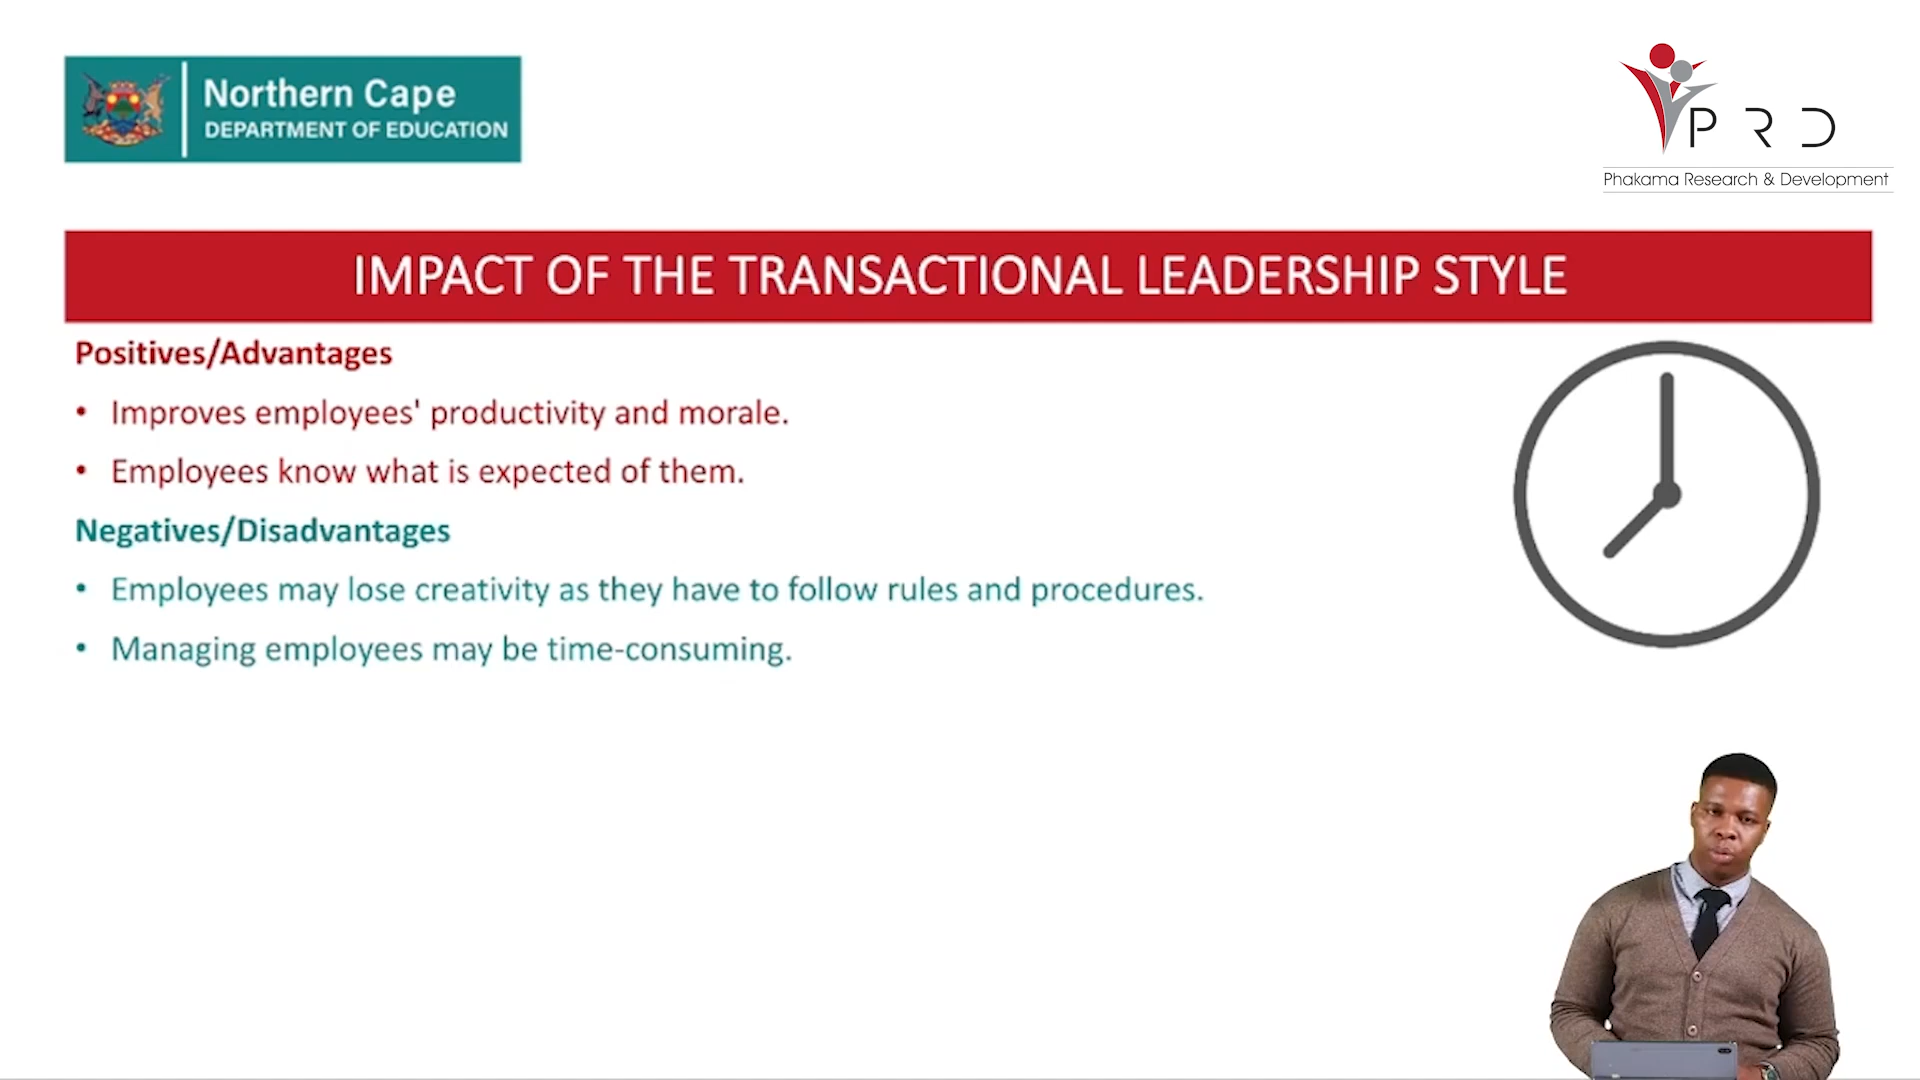 Northern Cape
DEPARTMENT OF EDUCATION
PRD
Phakama Research & Development
IMPACT OF THE TRANSACTIONAL LEADERSHIP STYLE
Positives/Advantages
• Improves employees' productivity and morale.
• Employees know what is expected of them.
Negatives/Disadvantages
• Employees may lose creativity as they have to follow rules and procedures.
• Managing employees may be time-consuming.